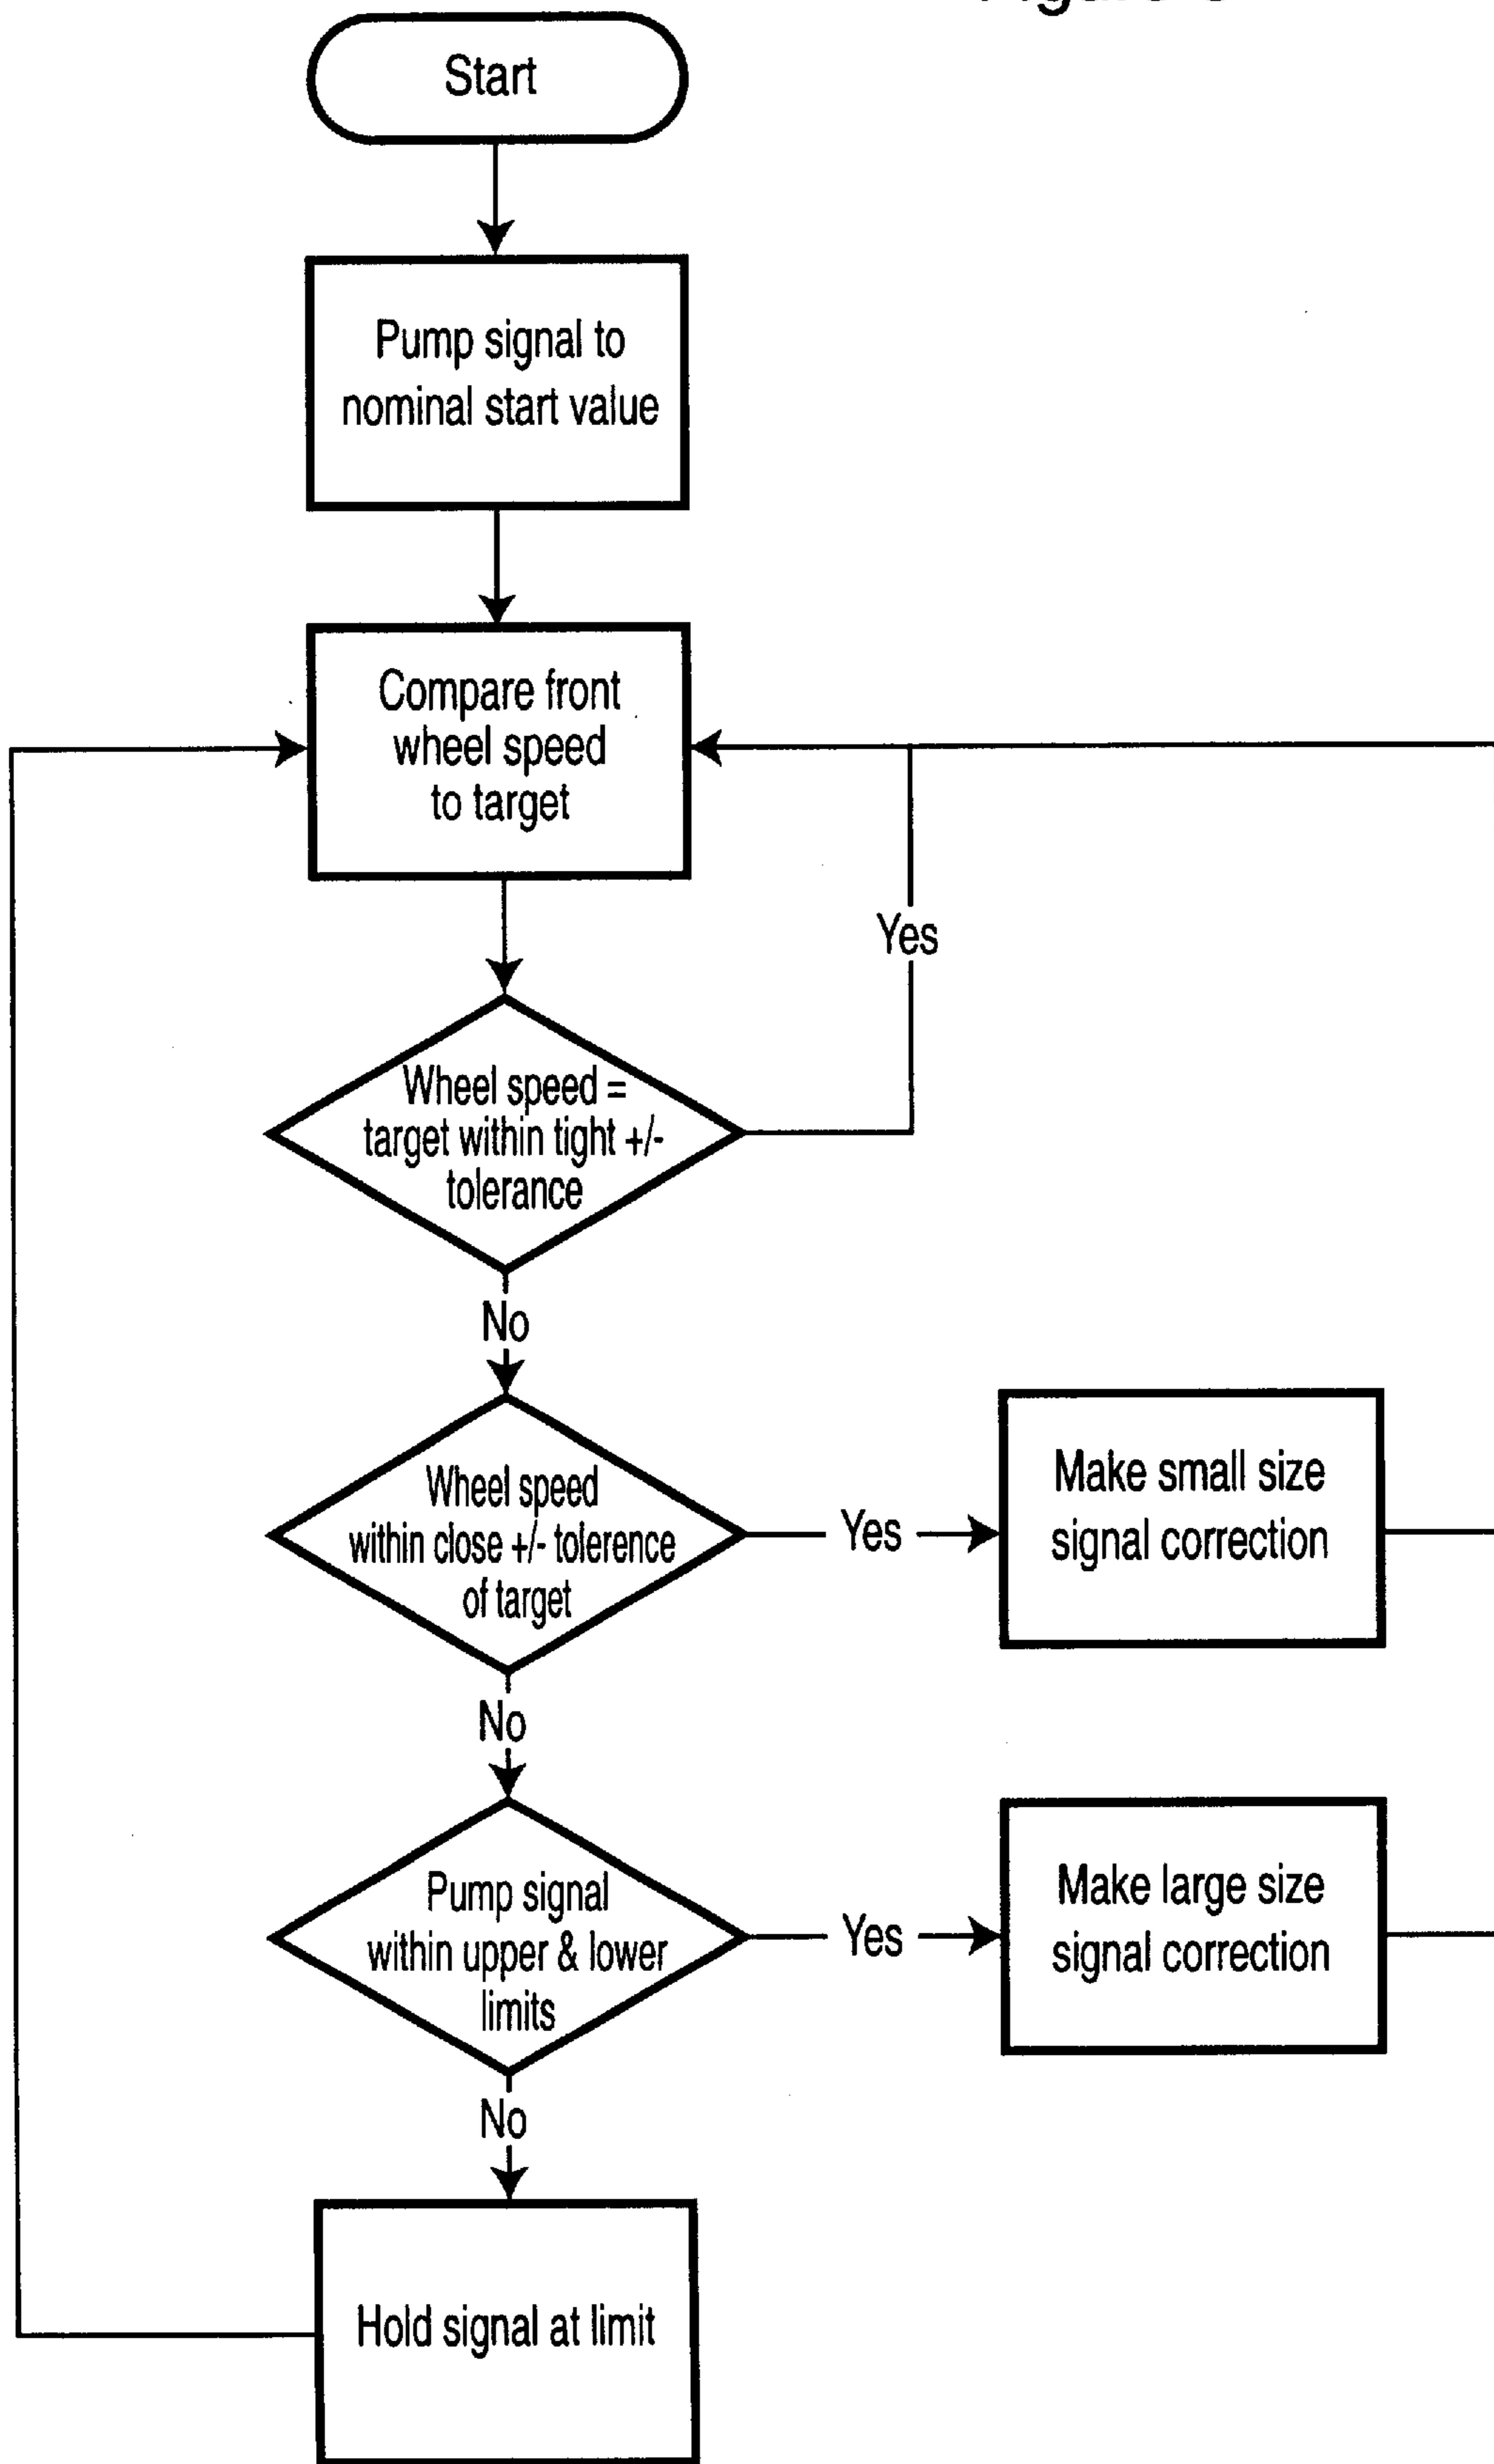 Start
Pump signal to
nominal start value
Compare front
wheel speed
to target
Yes
Wheel speed =
target within tight +/-
tolerance
No
Wheel speed
within close +/- tolerence
of target
Yes
Make small size
signal correction
No
Pump signal
within upper & lower
limits
Yes
Make large size
signal correction
No
Hold signal at limit